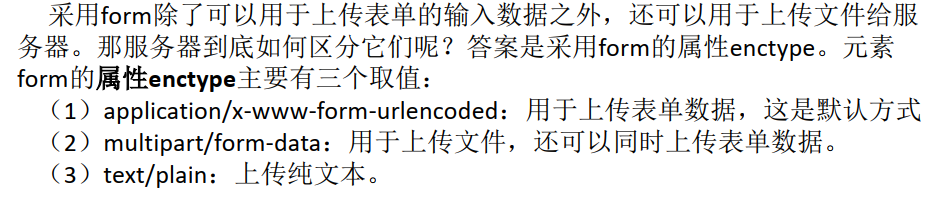 采用form除了可以用于上传表单的输入数据之外，还可以用于上传文件给服
务器。那服务器到底如何区分它们呢？答案是采用form的属性enctype。元素
form的属性enctype主要有三个取值：
（1）application/x-www-form-urlencoded：用于上传表单数据，这是默认方式
（2）multipart/form-data：用于上传文件，还可以同时上传表单数据。
（3）text/plain：上传纯文本。